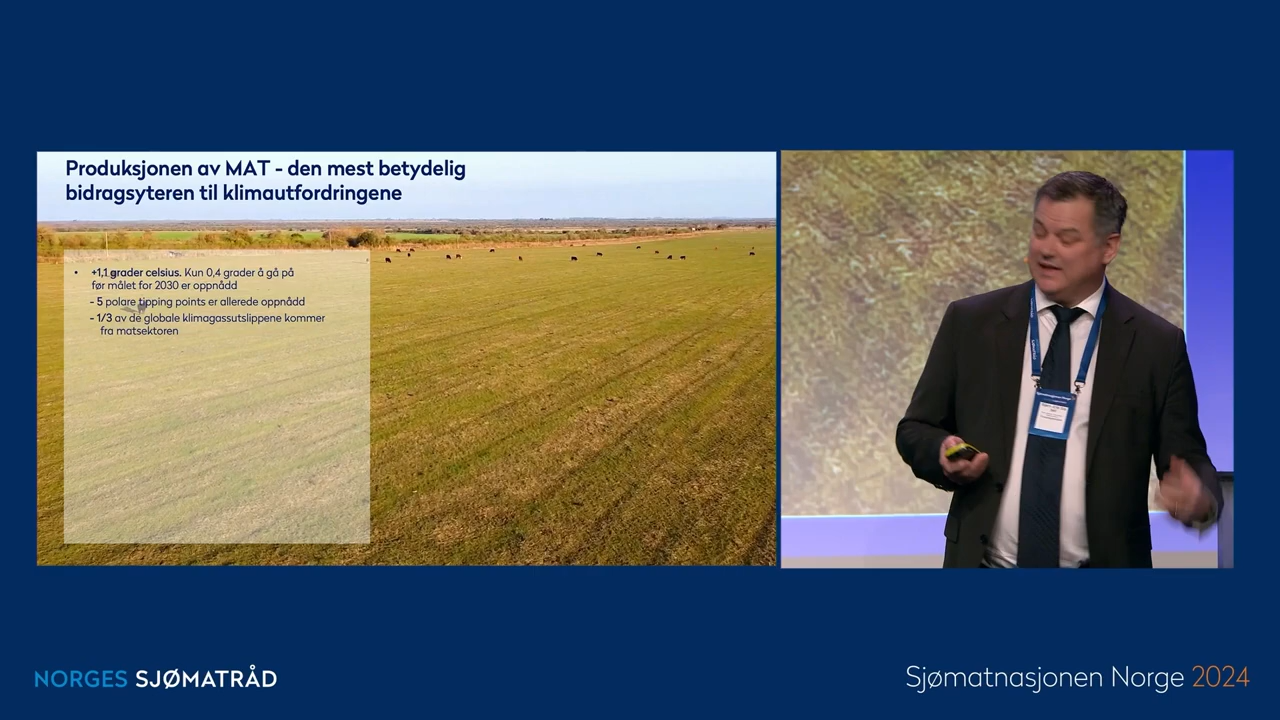 Produksjonen av MAT - den mest betydelig
bidragsyteren til klimautfordringene
• +1,1 grader celsius. Kun 0,4 grader å gå på
før målet for 2030 er oppnådd
- 5 polare tipping points er allerede oppnådd
- 1/3 av de globale klimagassutslippene kommer
fra matsektoren
NORGES SJØMATRÅD
Sjømatnasjonen Norge 2024